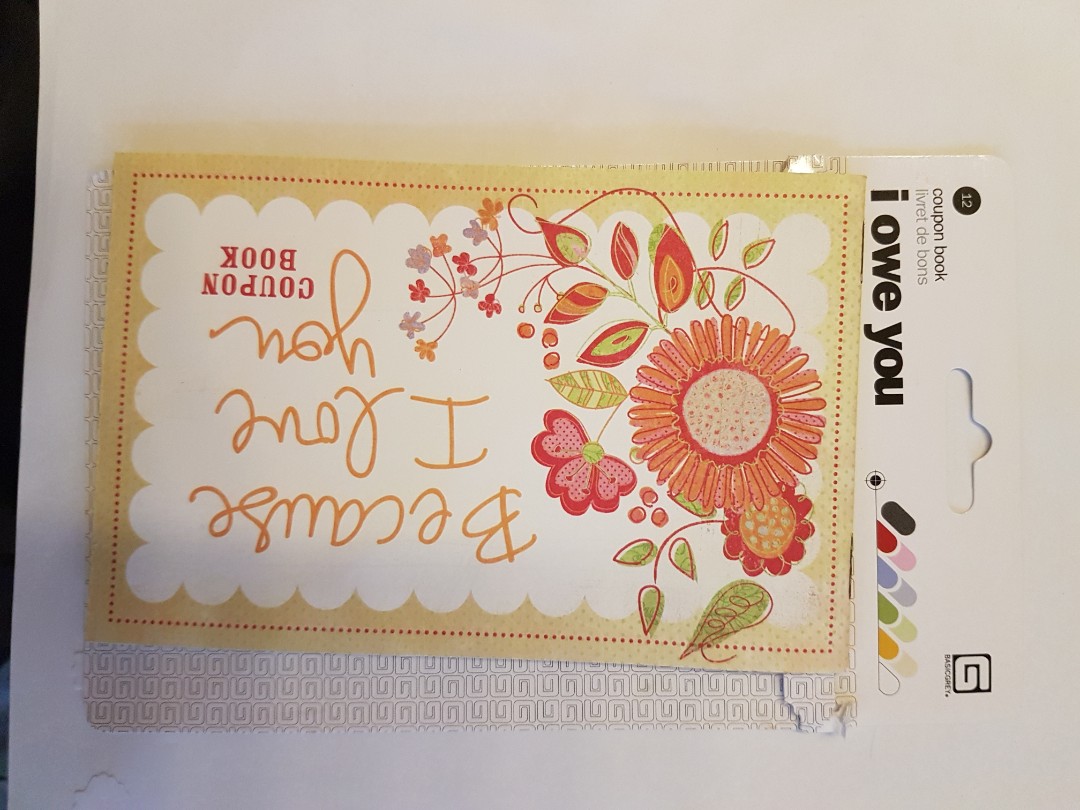 12
coupon book
livret de bons
i owe you
BASICGREY.
Because
I love
you
COUPON
BOOK